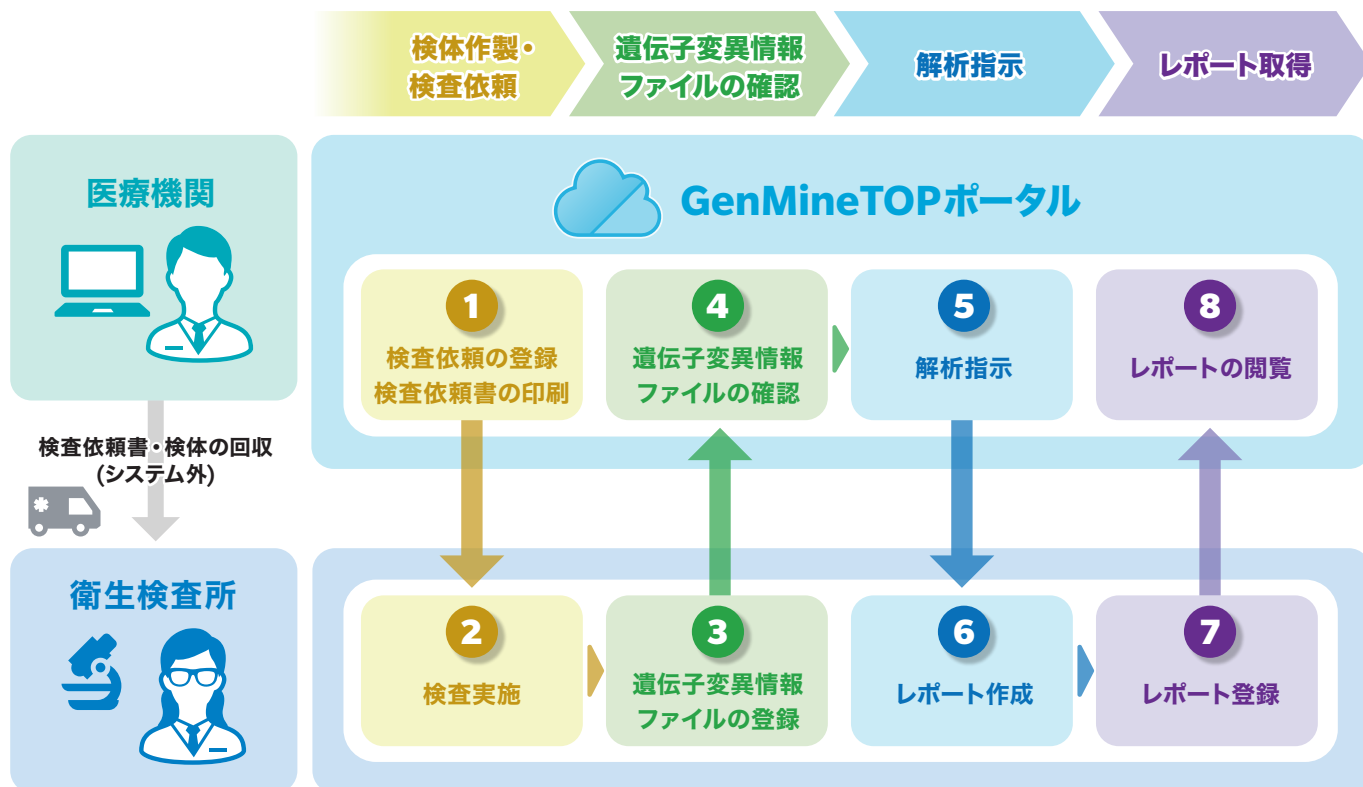 検体作製・
検査依頼
遺伝子変異情報
ファイルの確認
解析指示
レポート取得
医療機関
GenMineTOPポータル
1
検査依頼の登録
検査依頼書の印刷
4
遺伝子変異情報
ファイルの確認
5
解析指示
8
レポートの閲覧
検査依頼書・検体の回収
(システム外)
衛生検査所
2
検査実施
3
遺伝子変異情報
ファイルの登録
6
レポート作成
7
レポート登録